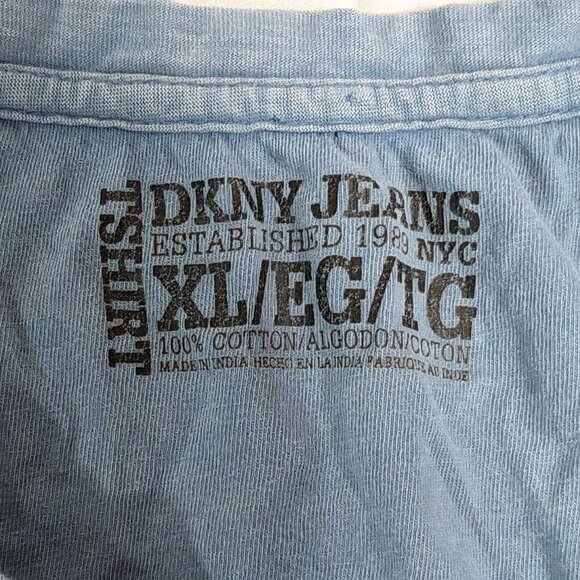 TSHIRT
DKNY JEANS
ESTABLISHED 1989 NYC
XL/EG/TG
100% COTTON/ALGODON/COTON
MADE IN INDIA HECHO EN LA INDIA FABRIQUE AU INDE